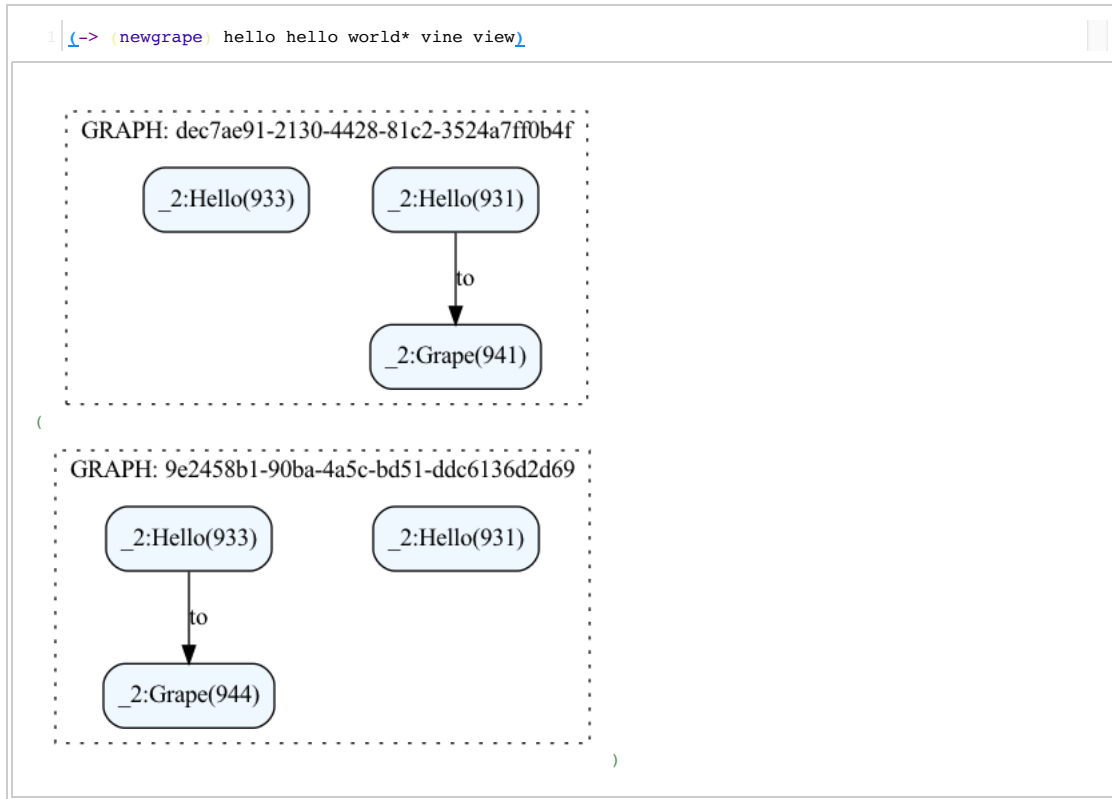 1 (-> (newgrape) hello hello world* vine view)
GRAPH: dec7ae91-2130-4428-81c2-3524a7ff0b4f
_2:Hello(933) _2:Hello(931)
to
_2:Grape(941)
(
GRAPH: 9e2458b1-90ba-4a5c-bd51-ddc6136d2d69
_2:Hello(933) _2:Hello(931)
to
_2:Grape(944)
)